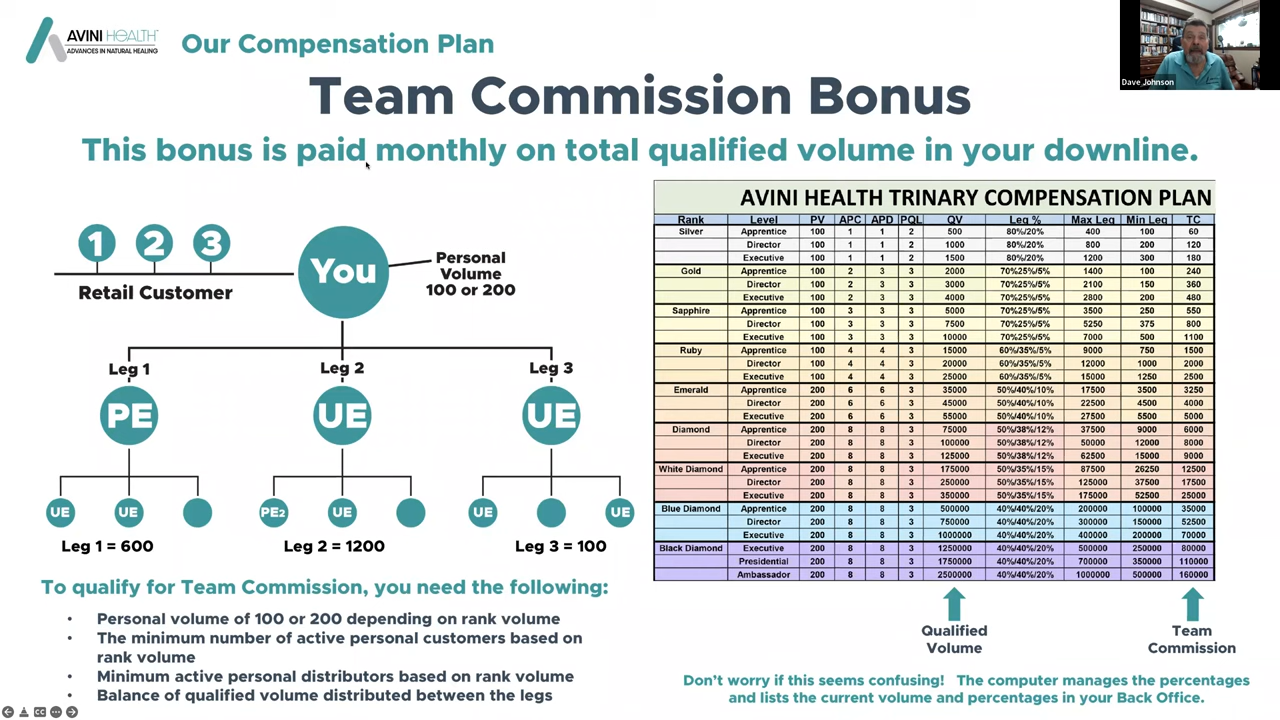 AVINI HEALTH™
ADVANCES IN NATURAL HEALING
Our Compensation Plan
Dave Johnson
Team Commission Bonus
This bonus is paid monthly on total qualified volume in your downline.
1 2 3
Retail Customer
You
Personal
Volume
100 or 200
Leg 1 Leg 2 Leg 3
PE UE UE
UE UE PE2 UE UE UE
Leg 1 = 600 Leg 2 = 1200 Leg 3 = 100
To qualify for Team Commission, you need the following:
• Personal volume of 100 or 200 depending on rank volume
• The minimum number of active personal customers based on
rank volume
• Minimum active personal distributors based on rank volume
• Balance of qualified volume distributed between the legs
AVINI HEALTH TRINARY COMPENSATION PLAN
Rank Level PV APC APD PQL QV Leg % Max Leg Min Leg TC
Silver Apprentice 100 1 1 2 500 80%/20% 400 100 60
Director 100 1 1 2 1000 80%/20% 800 200 120
Executive 100 1 1 2 1500 80%/20% 1200 300 180
Gold Apprentice 100 2 3 3 2000 70%25%/5% 1400 100 240
Director 100 2 3 3 3000 70%25%/5% 2100 150 360
Executive 100 2 3 3 4000 70%25%/5% 2800 200 480
Sapphire Apprentice 100 3 3 3 5000 70%25%/5% 3500 250 550
Director 100 3 3 3 7500 70%25%/5% 5250 375 800
Executive 100 3 3 3 10000 70%25%/5% 7000 500 1100
Ruby Apprentice 100 4 4 3 15000 60%/35%/5% 9000 750 1500
Director 100 4 4 3 20000 60%/35%/5% 12000 1000 2000
Executive 100 4 4 3 25000 60%/35%/5% 15000 1250 2500
Emerald Apprentice 200 6 6 3 35000 50%/40%/10% 17500 3500 3250
Director 200 6 6 3 45000 50%/40%/10% 22500 4500 4000
Executive 200 6 6 3 55000 50%/40%/10% 27500 5500 5000
Diamond Apprentice 200 8 8 3 75000 50%/38%/12% 37500 9000 6000
Director 200 8 8 3 100000 50%/38%/12% 50000 12000 8000
Executive 200 8 8 3 125000 50%/38%/12% 62500 15000 9000
White Diamond Apprentice 200 8 8 3 175000 50%/35%/15% 87500 26250 12500
Director 200 8 8 3 250000 50%/35%/15% 125000 37500 17500
Executive 200 8 8 3 350000 50%/35%/15% 175000 52500 25000
Blue Diamond Apprentice 200 8 8 3 500000 40%/40%/20% 200000 100000 35000
Director 200 8 8 3 750000 40%/40%/20% 300000 150000 52500
Executive 200 8 8 3 1000000 40%/40%/20% 400000 200000 70000
Black Diamond Executive 200 8 8 3 1250000 40%/40%/20% 500000 250000 80000
Presidential 200 8 8 3 1750000 40%/40%/20% 700000 350000 110000
Ambassador 200 8 8 3 2500000 40%/40%/20% 1000000 500000 160000
Qualified
Volume
Team
Commission
Don't worry if this seems confusing! The computer manages the percentages
and lists the current volume and percentages in your Back Office.